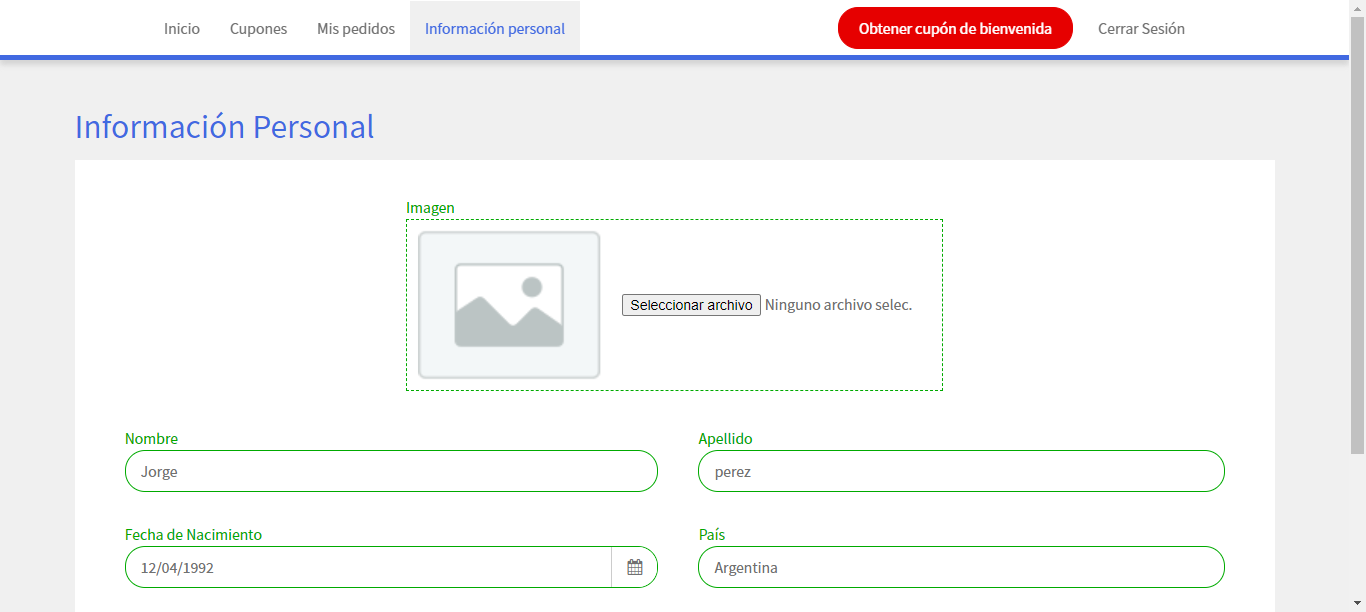 Inicio Cupones Mis pedidos Información personal Obtener cupón de bienvenida Cerrar Sesión
Información Personal
Imagen
Seleccionar archivo Ninguno archivo selec.
Nombre Apellido
Jorge perez
Fecha de Nacimiento País
12/04/1992 Argentina